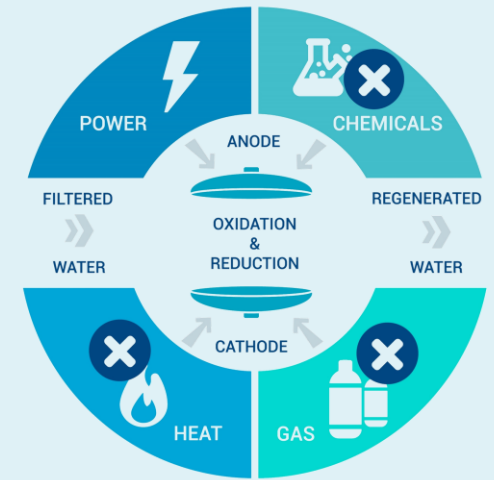 POWER
CHEMICALS
ANODE
FILTERED
WATER
OXIDATION
&
REDUCTION
REGENERATED
WATER
CATHODE
HEAT
GAS